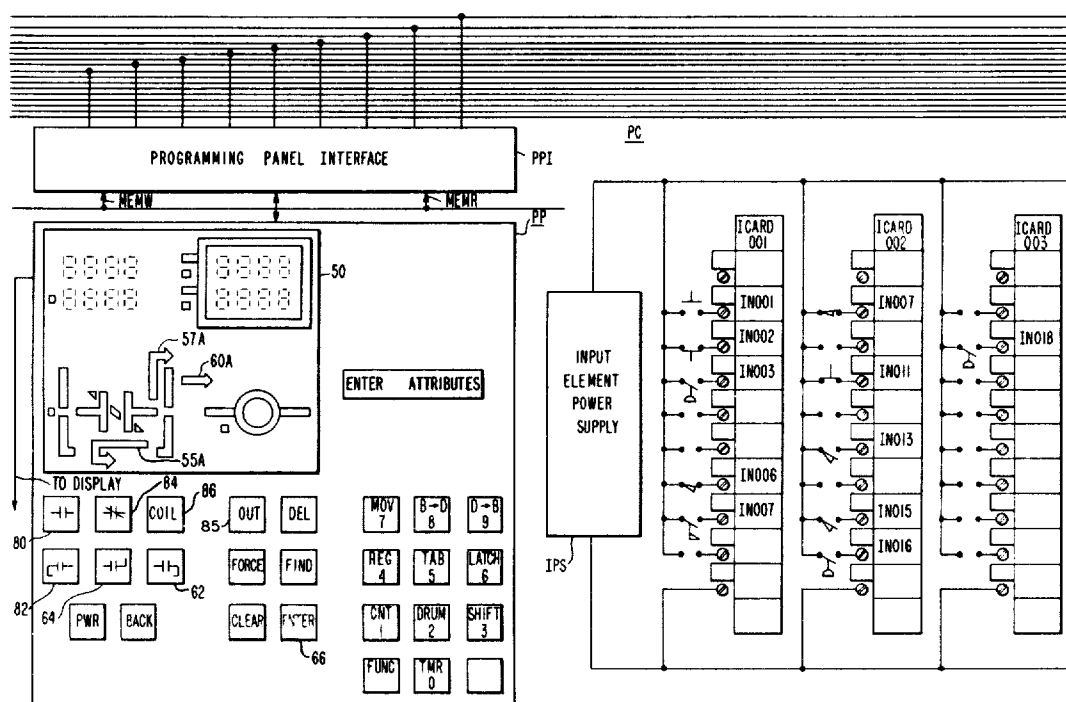 PC
PROGRAMMING PANEL INTERFACE
PPI
MEMW
MEMR
PP
50
57A
60A
ENTER ATTRIBUTES
55A
TO DISPLAY
84
86
COIL
80
85
OUT
DEL
MOV
7
B→D
8
D→B
9
82
64
62
FORCE
FIND
REG
4
TAB
5
LATCH
6
PWR
BACK
CLEAR
ENTER
66
CNT
1
DRUM
2
SHIFT
3
FUNC
TMR
0
INPUT
ELEMENT
POWER
SUPPLY
IPS
ICARD
001
IN001
IN002
IN003
IN006
IN007
ICARD
002
IN007
IN011
IN013
IN015
IN016
ICARD
003
IN018